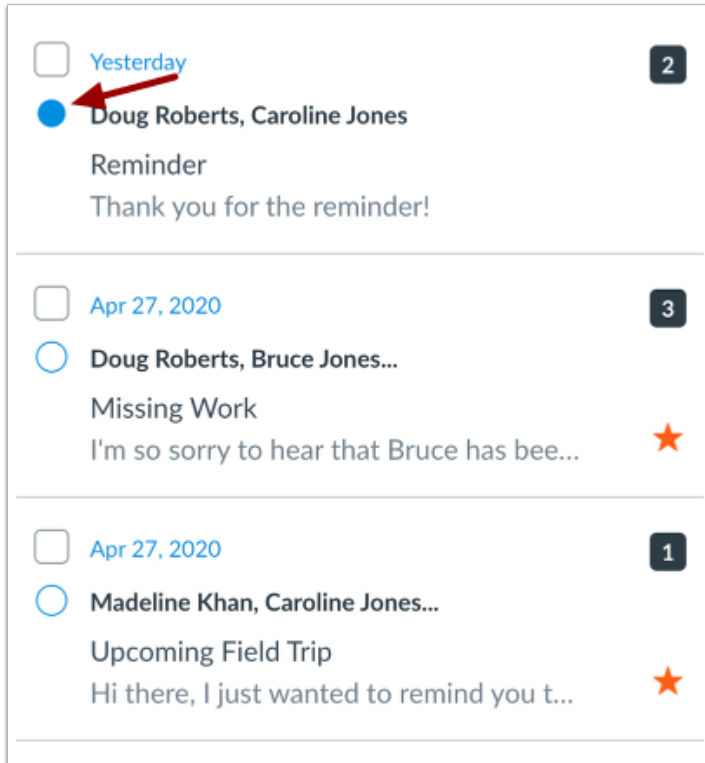 Yesterday
2
Doug Roberts, Caroline Jones
Reminder
Thank you for the reminder!
Apr 27, 2020
3
Doug Roberts, Bruce Jones...
Missing Work
I'm so sorry to hear that Bruce has bee...
Apr 27, 2020
1
Madeline Khan, Caroline Jones...
Upcoming Field Trip
Hi there, I just wanted to remind you t...